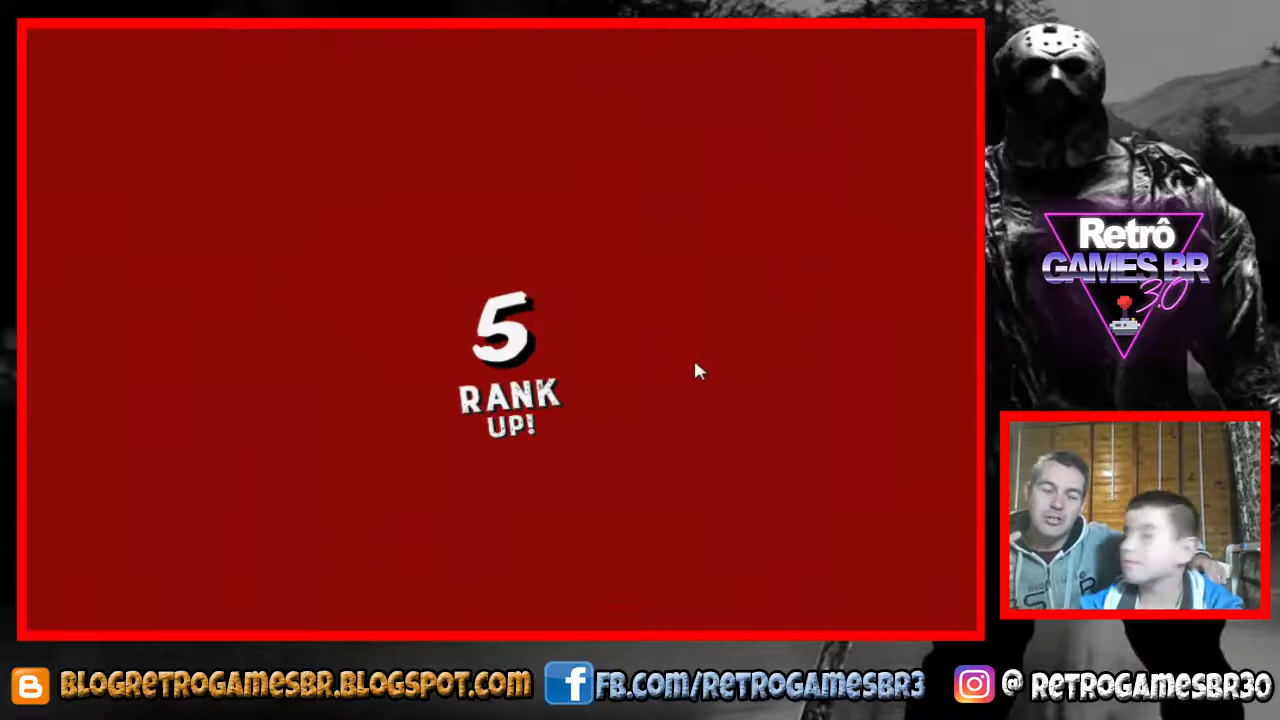 5
RANK
UP!
Retrô
GAMES BR
3.0
BLOGRETROGAMESBR.BLOGSPOT.COM
FB.COM/RETROGAMESBR3
@ RETROGAMESBR30